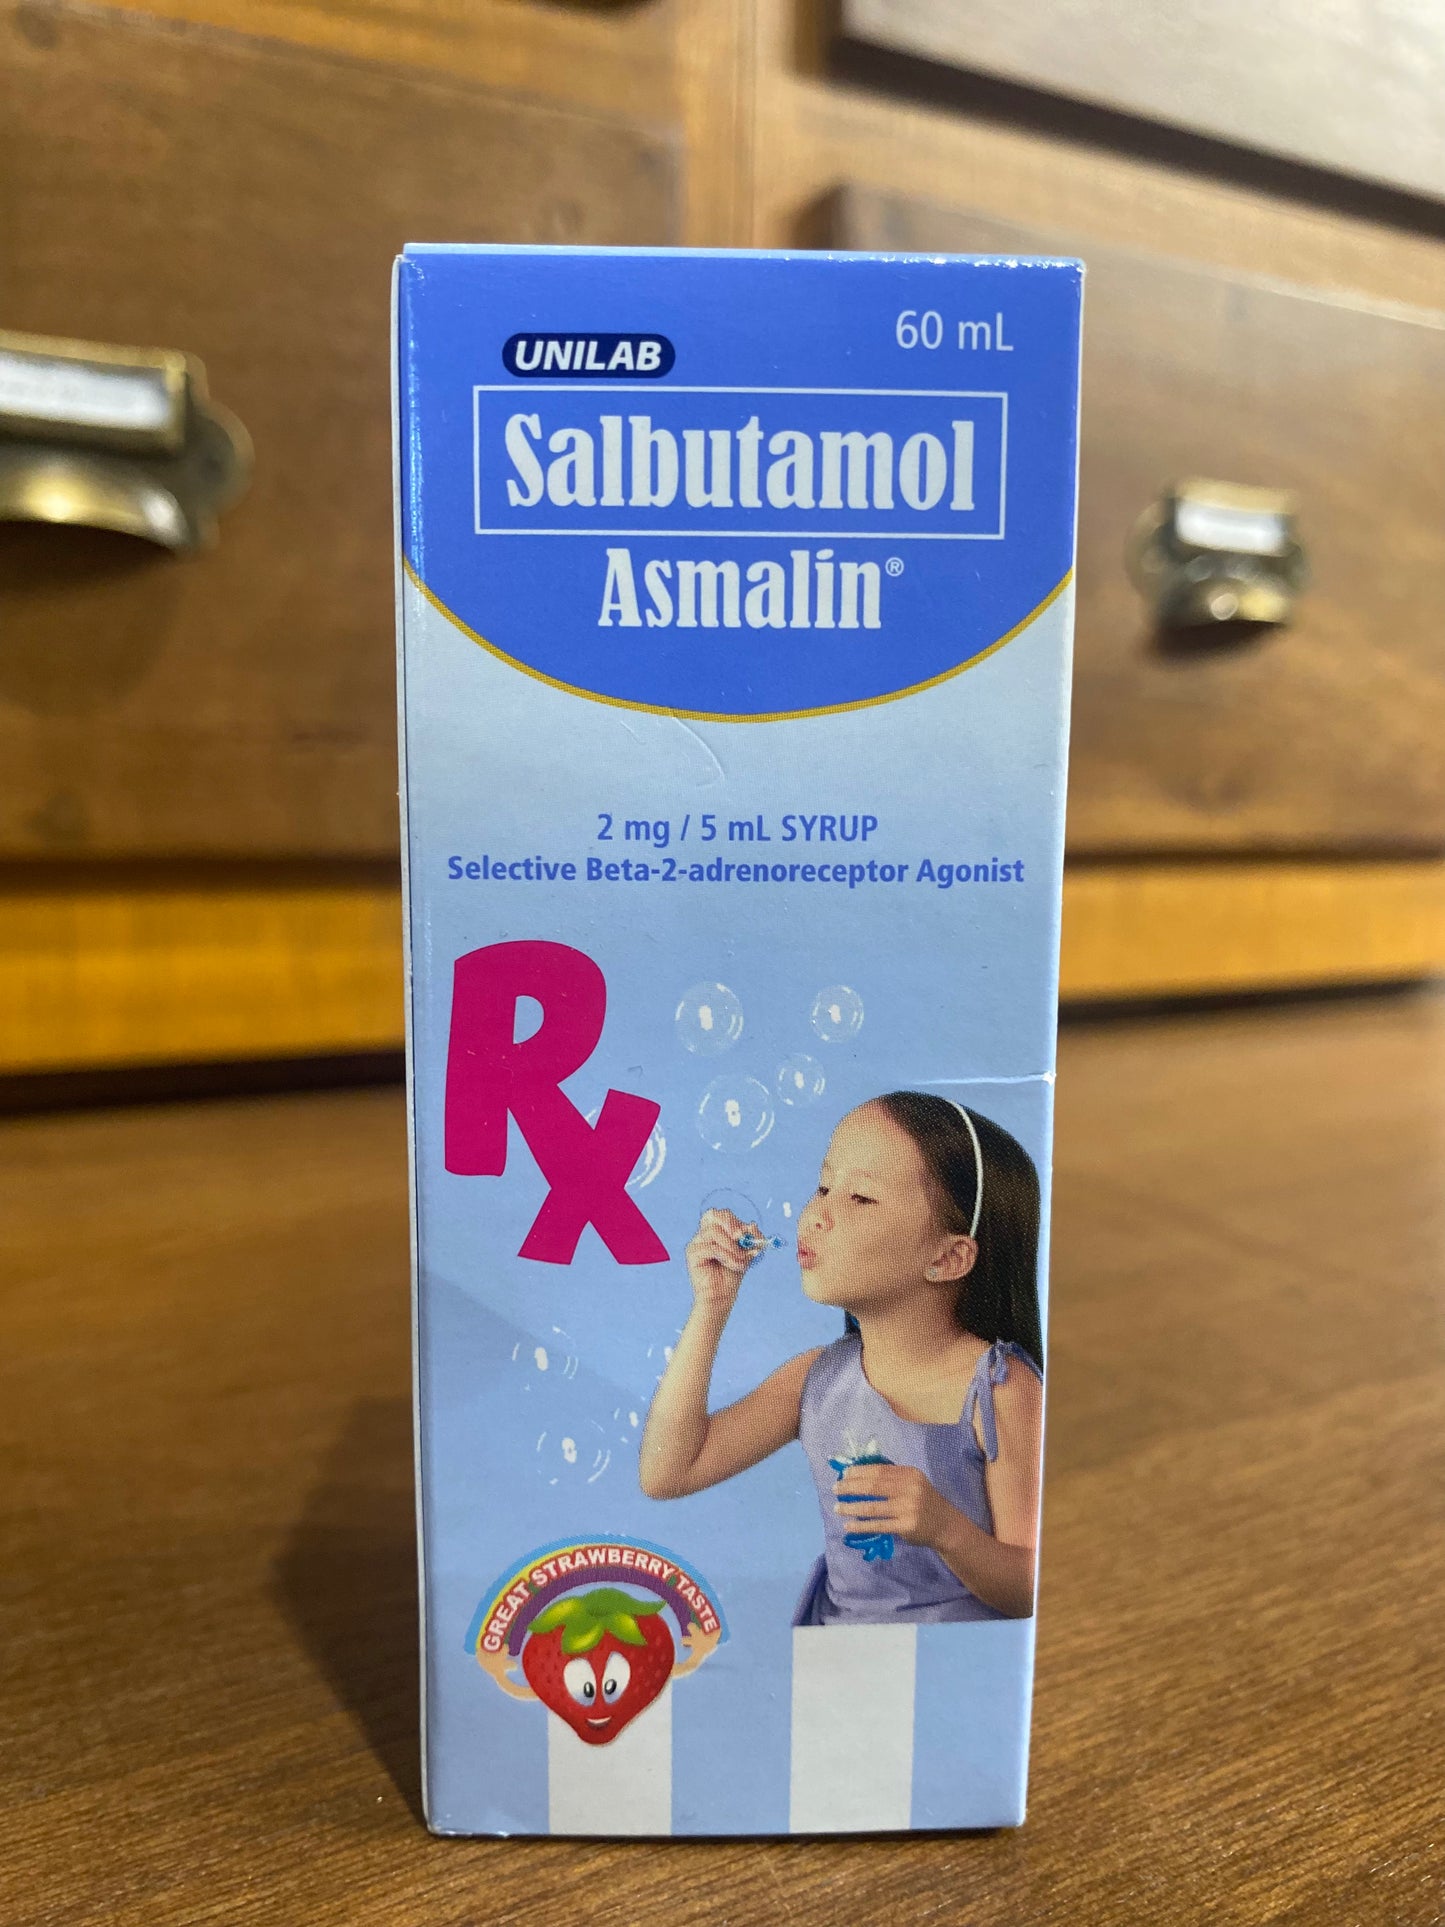 60 mL
UNILAB
Salbutamol
Asmalin®
2 mg / 5 mL SYRUP
Selective Beta-2-adrenoreceptor Agonist
Rx
GREAT STRAWBERRY TASTE